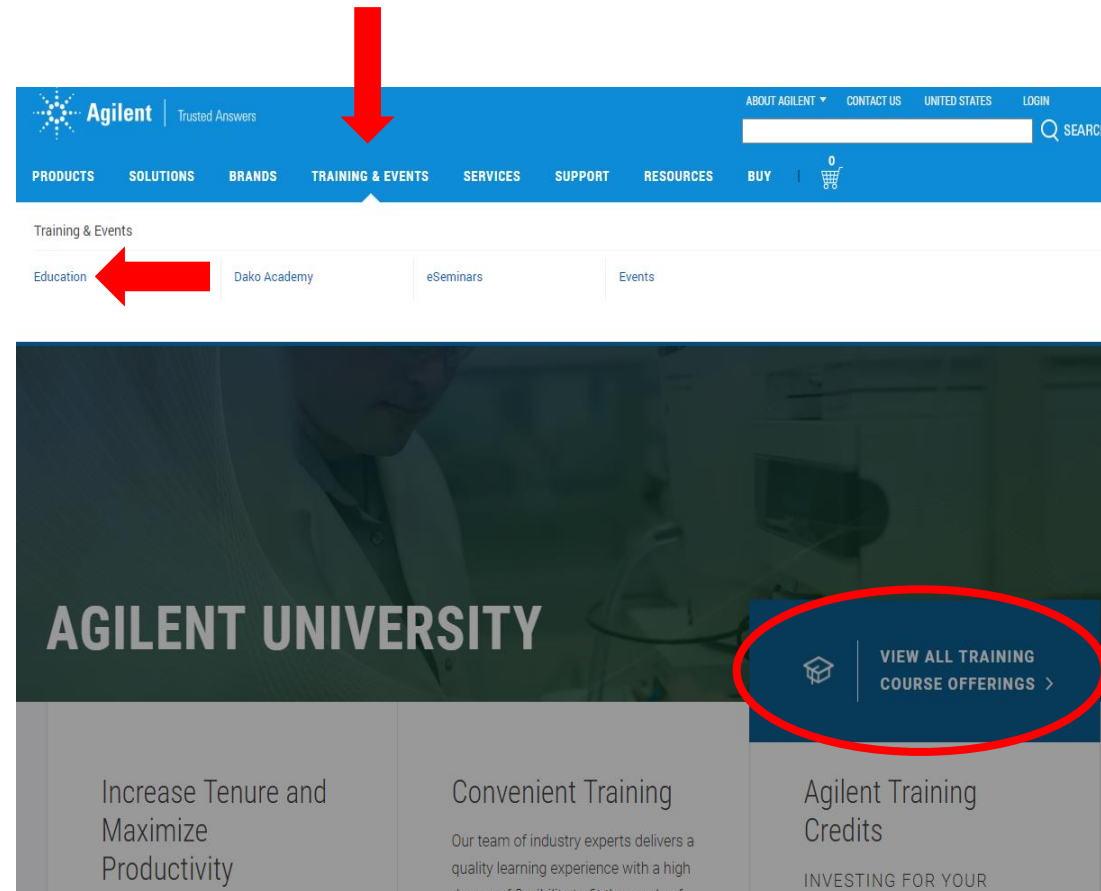 Agilent | Trusted Answers
ABOUT AGILENT CONTACT US UNITED STATES LOGIN
SEARC
PRODUCTS SOLUTIONS BRANDS TRAINING & EVENTS SERVICES SUPPORT RESOURCES BUY | 0
Training & Events
Education Dako Academy eSeminars Events
AGILENT UNIVERSITY
VIEW ALL TRAINING
COURSE OFFERINGS >
Increase Tenure and
Maximize
Productivity
Convenient Training
Our team of industry experts delivers a
quality learning experience with a high
Agilent Training
Credits
INVESTING FOR YOUR